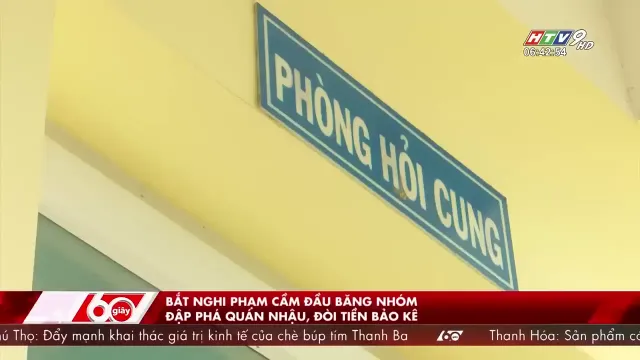 HTV9 HD
06:42:54
PHÒNG HỎI CUNG
60 giây
BẮT NGHI PHẠM CẦM ĐẦU BĂNG NHÓM
ĐẬP PHÁ QUÁN NHẬU, ĐÒI TIỀN BẢO KÊ
Thọ: Đẩy mạnh khai thác giá trị kinh tế của chè búp tím Thanh Ba 60 giây Thanh Hóa: Sản phẩm